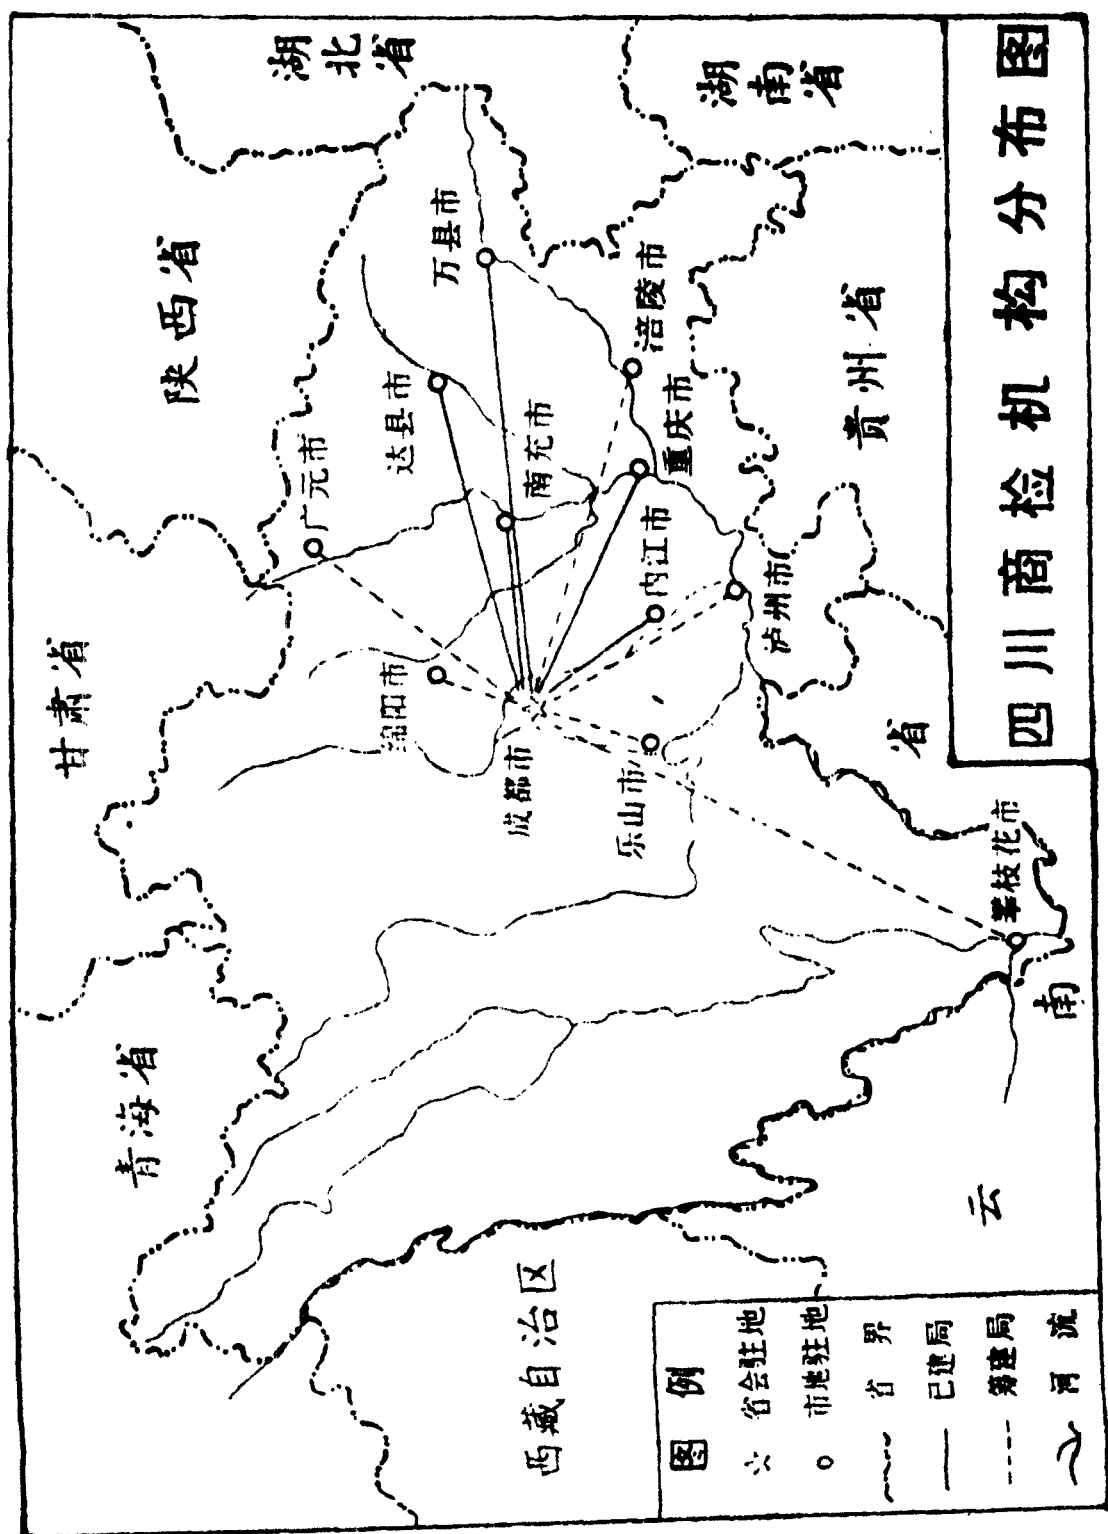 四川商检机构分布图
湖北省
湖南省
陕西省
甘肃省
青海省
贵州省
云南省
西藏自治区
万县市
达县市
广元市
南充市
涪陵市
重庆市
内江市
绵阳市
泸州市
成都市
乐山市
攀枝花市
图例
省会驻地
市地驻地
省界
已建局
筹建局
河流